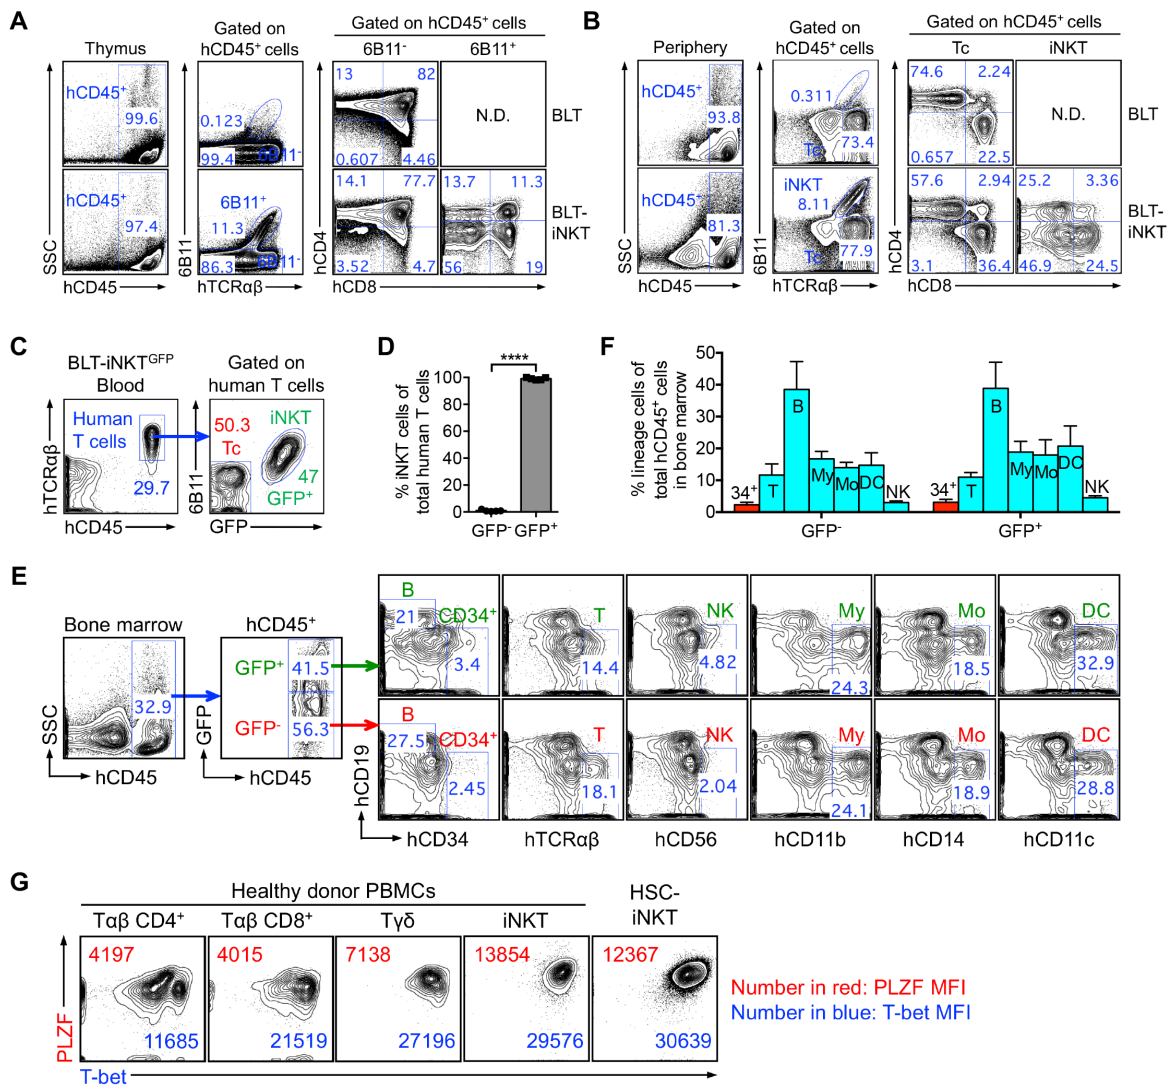 A
Thymus
Gated on
hCD45⁺ cells
Gated on hCD45⁺ cells
6B11⁻
6B11⁺
hCD45⁺
99.6
0.123
99.4
6B11⁻
13
82
0.607
4.46
N.D.
BLT
hCD45⁺
97.4
6B11⁺
11.3
86.3
6B11⁻
14.1
77.7
3.52
4.7
13.7
11.3
56
19
BLT-
iNKT
SSC
hCD45
6B11
hTCRαβ
hCD4
hCD8
B
Periphery
Gated on
hCD45⁺ cells
Gated on hCD45⁺ cells
Tc
iNKT
hCD45⁺
93.8
0.311
Tc
73.4
74.6
2.24
0.657
22.5
N.D.
BLT
hCD45⁺
81.3
iNKT
8.11
Tc
77.9
57.6
2.94
3.1
36.4
25.2
3.36
46.9
24.5
BLT-
iNKT
SSC
hCD45
6B11
hTCRαβ
hCD4
hCD8
C
BLT-iNKTᴳᶠᴾ
Blood
Gated on
human T cells
Human
T cells
29.7
50.3
Tc
iNKT
47
GFP⁺
hTCRαβ
hCD45
6B11
GFP
D
% iNKT cells of
total human T cells
100
80
60
40
20
0
****
GFP⁻
GFP⁺
F
% lineage cells of
total hCD45⁺ cells
in bone marrow
50
40
30
20
10
0
34⁺
T
B
My
Mo
DC
NK
34⁺
T
B
My
Mo
DC
NK
GFP⁻
GFP⁺
E
Bone marrow
hCD45⁺
32.9
GFP⁺
41.5
GFP⁻
56.3
SSC
hCD45
GFP
hCD45
B
21
CD34⁺
3.4
T
14.4
NK
4.82
My
24.3
Mo
18.5
DC
32.9
B
27.5
CD34⁺
2.45
T
18.1
NK
2.04
My
24.1
Mo
18.9
DC
28.8
hCD19
hCD34
hTCRαβ
hCD56
hCD11b
hCD14
hCD11c
G
Healthy donor PBMCs
HSC-
iNKT
Tαβ CD4⁺
Tαβ CD8⁺
Tγδ
iNKT
4197
11685
4015
21519
7138
27196
13854
29576
12367
30639
Number in red: PLZF MFI
Number in blue: T-bet MFI
PLZF
T-bet